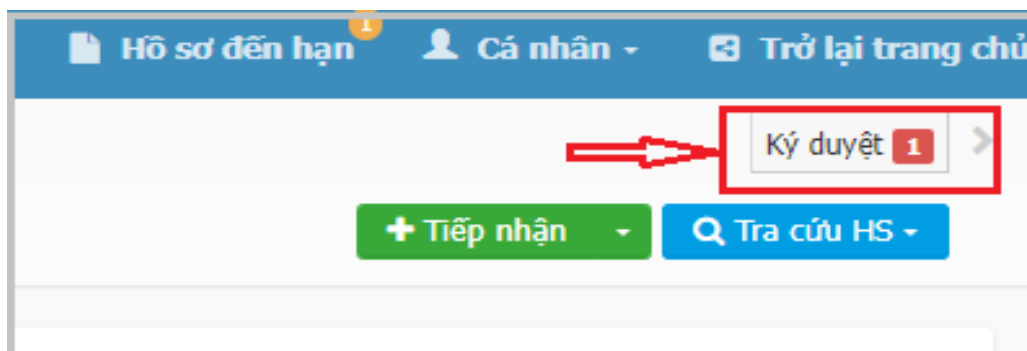 Hồ sơ đến hạn 1 Cá nhân Trở lại trang chủ
Ký duyệt 1
Tiếp nhận Tra cứu HS